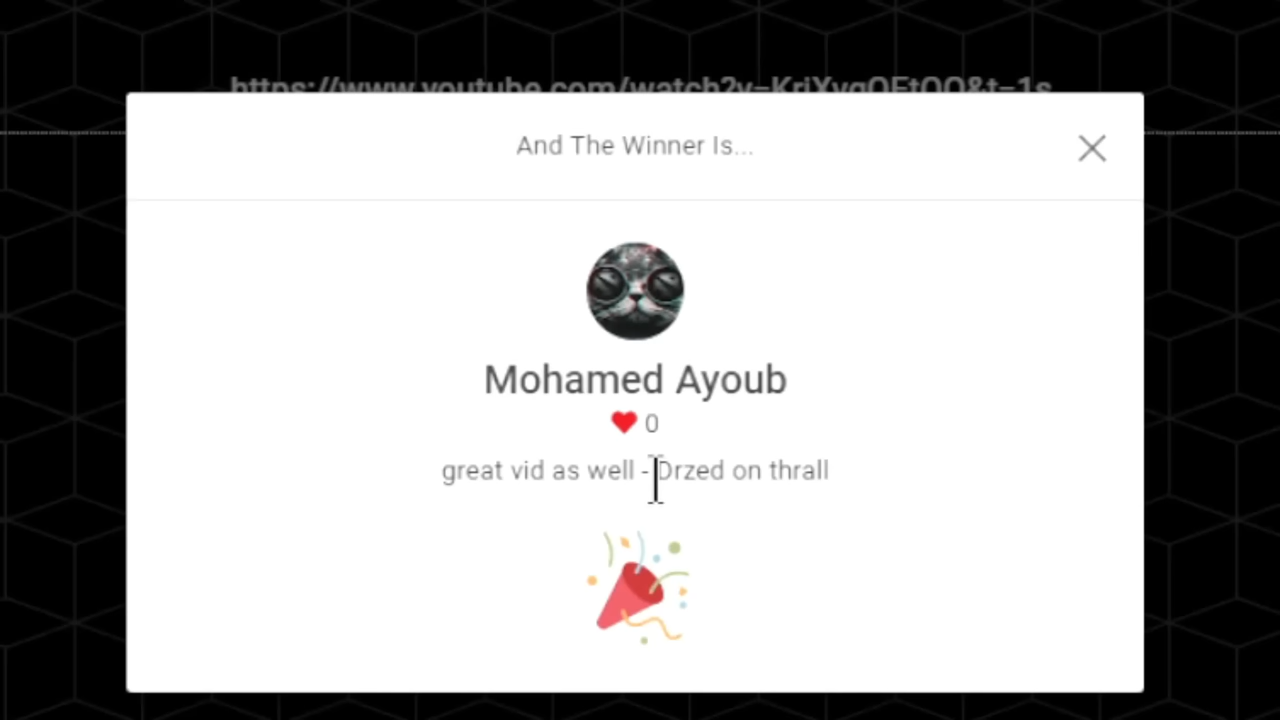 And The Winner Is...
Mohamed Ayoub
0
great vid as well - Drzed on thrall